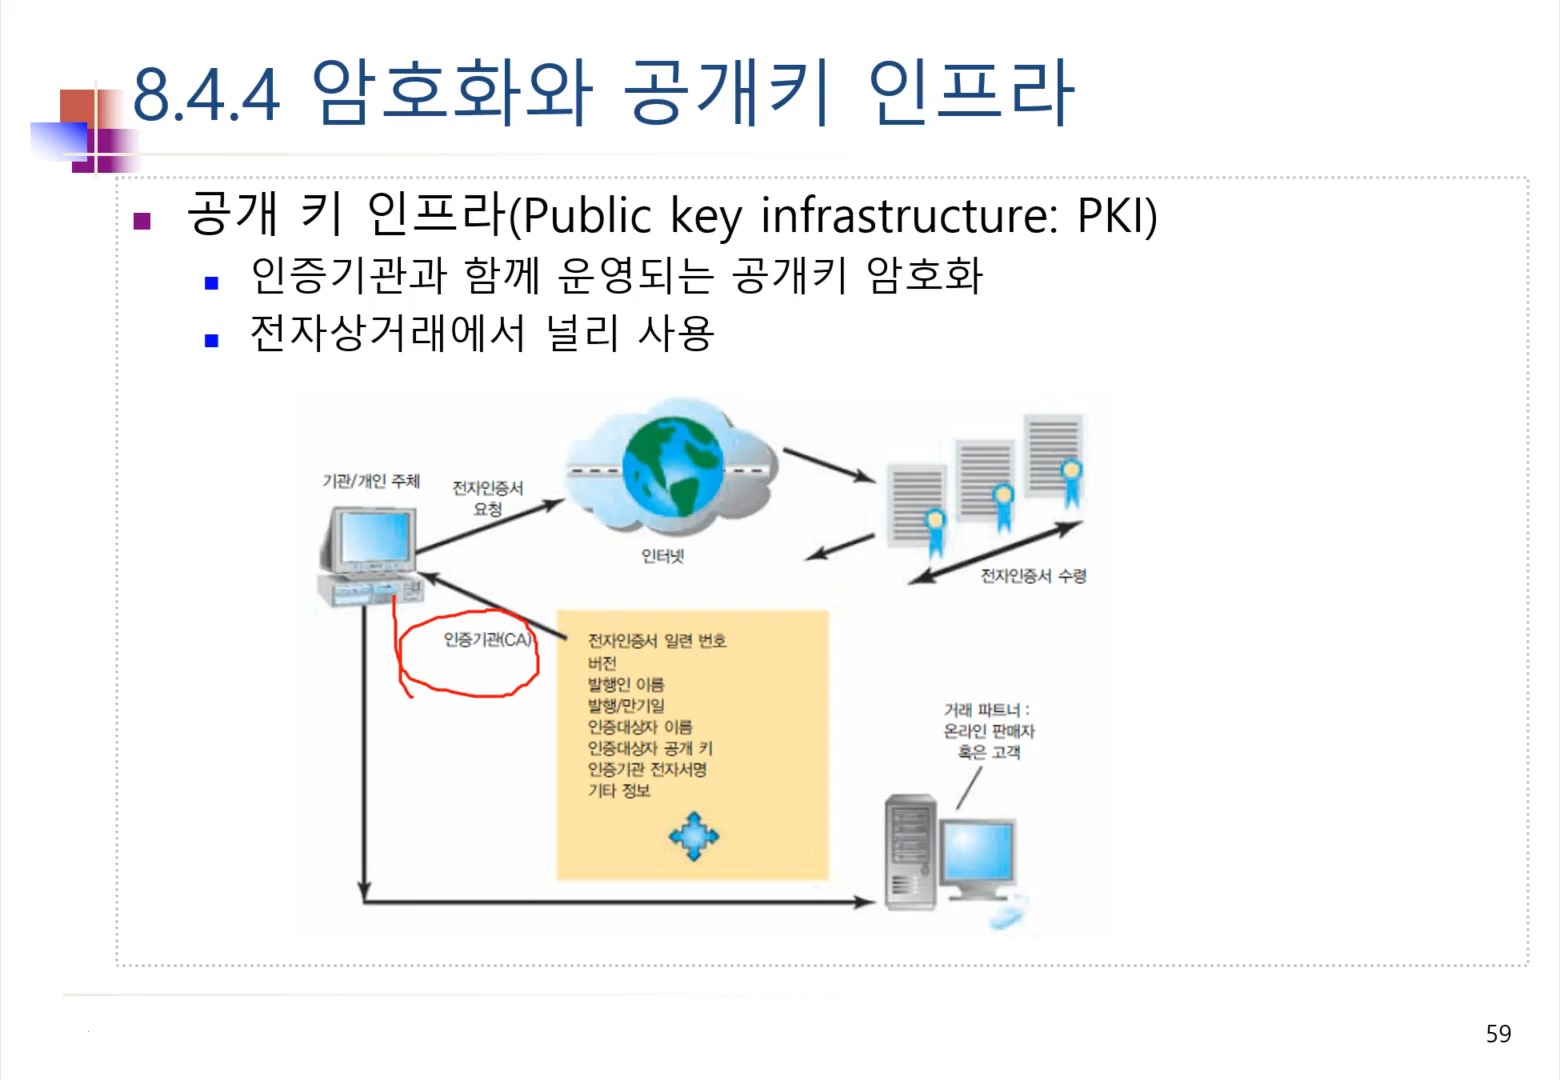 8.4.4 암호화와 공개키 인프라
공개 키 인프라(Public key infrastructure: PKI)
인증기관과 함께 운영되는 공개키 암호화
전자상거래에서 널리 사용
기관/개인 주체
전자인증서
요청
인터넷
전자인증서 수령
인증기관(CA)
전자인증서 일련 번호
버전
발행인 이름
발행/만기일
인증대상자 이름
인증대상자 공개 키
인증기관 전자서명
기타 정보
거래 파트너 :
온라인 판매자
혹은 고객
59